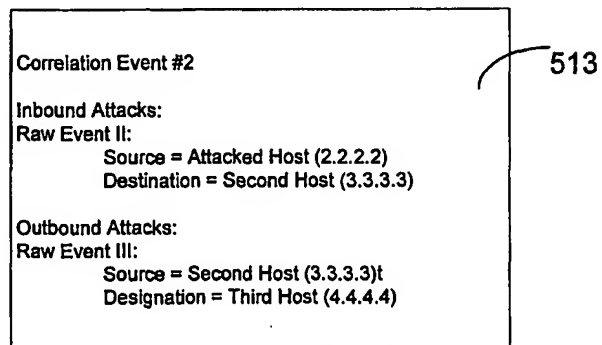 Correlation Event #2
513
Inbound Attacks:
Raw Event II:
Source = Attacked Host (2.2.2.2)
Destination = Second Host (3.3.3.3)
Outbound Attacks:
Raw Event III:
Source = Second Host (3.3.3.3)t
Designation = Third Host (4.4.4.4)